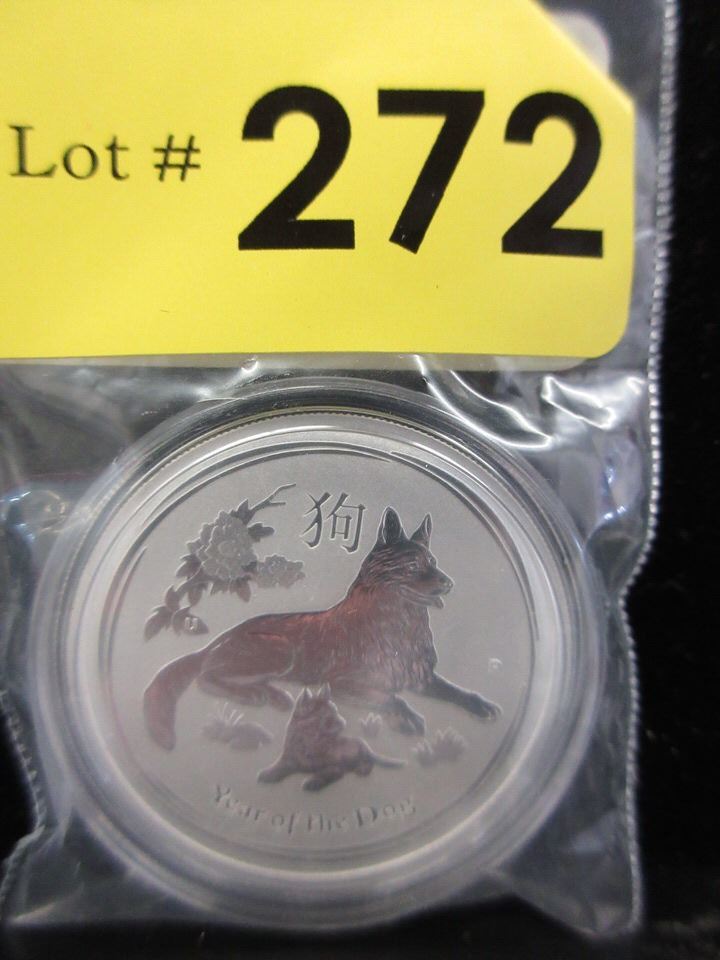 Lot # 272
狗
Year of the Dog